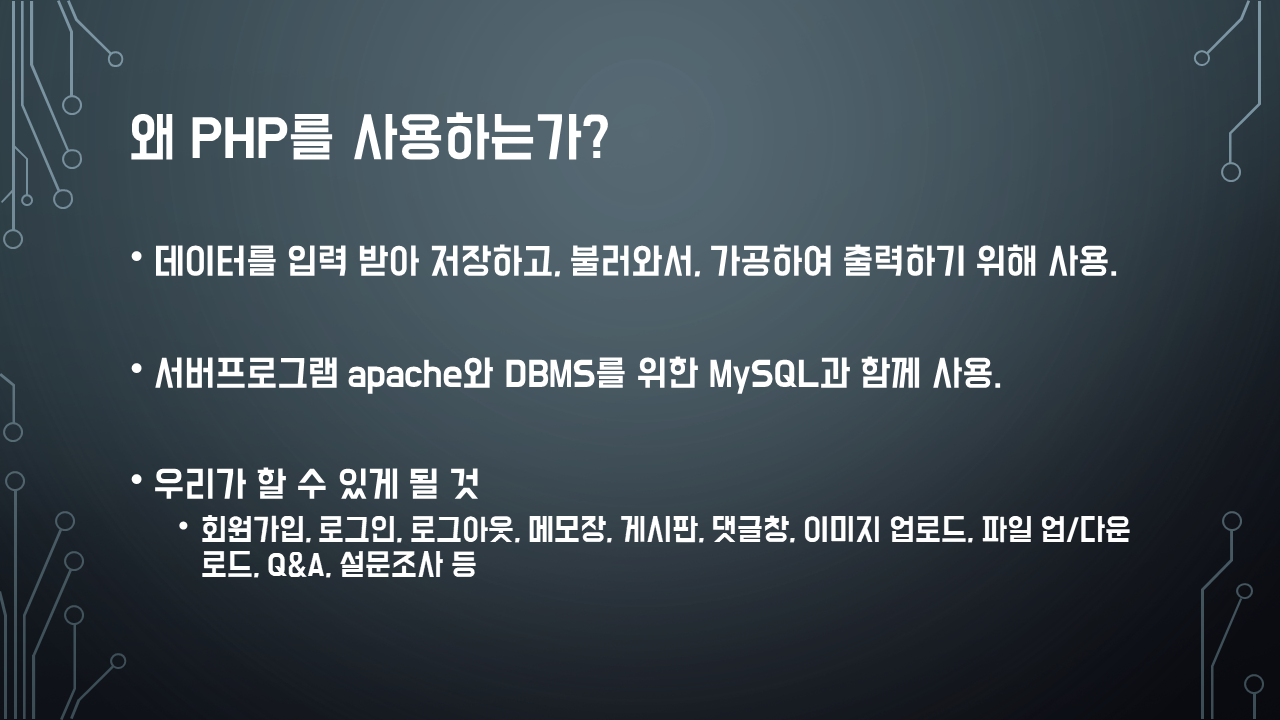 왜 PHP를 사용하는가?
• 데이터를 입력 받아 저장하고, 불러와서, 가공하여 출력하기 위해 사용.
• 서버프로그램 apache와 DBMS를 위한 MySQL과 함께 사용.
• 우리가 할 수 있게 될 것
• 회원가입, 로그인, 로그아웃, 메모장, 게시판, 댓글창, 이미지 업로드, 파일 업/다운
로드, Q&A, 설문조사 등